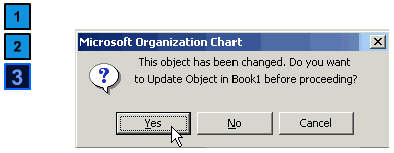 1
2
3
Microsoft Organization Chart
This object has been changed. Do you want
to Update Object in Book1 before proceeding?
Yes
No
Cancel